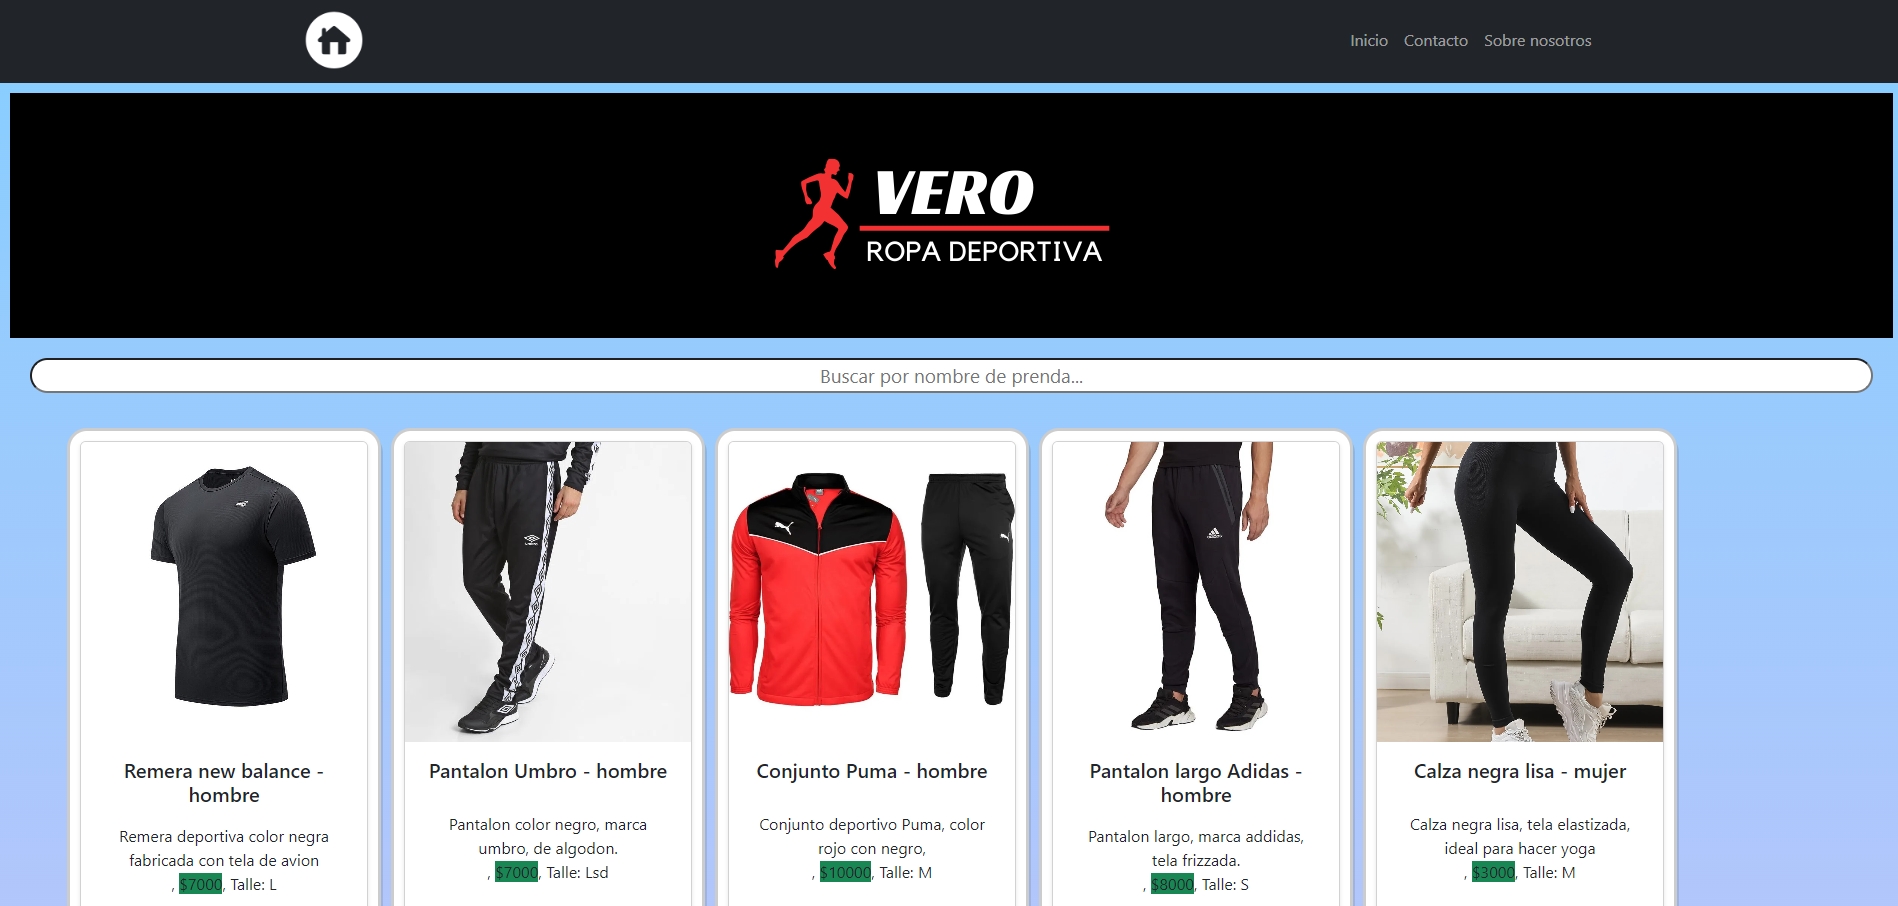 Inicio Contacto Sobre nosotros
VERO
ROPA DEPORTIVA
Buscar por nombre de prenda...
Remera new balance -
hombre
Remera deportiva color negra
fabricada con tela de avion
, $7000, Talle: L
Pantalon Umbro - hombre
Pantalon color negro, marca
umbro, de algodon.
, $7000, Talle: Lsd
Conjunto Puma - hombre
Conjunto deportivo Puma, color
rojo con negro,
, $10000, Talle: M
Pantalon largo Adidas -
hombre
Pantalon largo, marca addidas,
tela frizzada.
, $8000, Talle: S
Calza negra lisa - mujer
Calza negra lisa, tela elastizada,
ideal para hacer yoga
, $3000, Talle: M